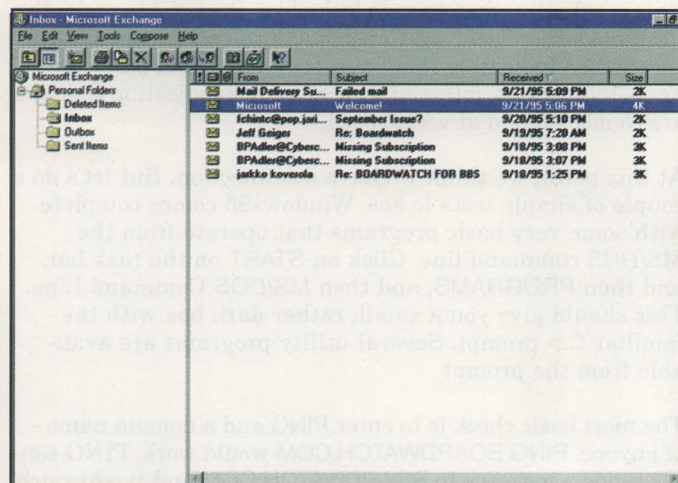 Inbox - Microsoft Exchange
File Edit View Tools Compose Help
Microsoft Exchange
Personal Folders
Deleted Items
Inbox
Outbox
Sent Items
! From Subject Received Size
Mail Delivery Su... Failed mail 9/21/95 5:09 PM 2K
Microsoft Welcome! 9/21/95 5:06 PM 4K
fchintc@pop.jari... September Issue? 9/20/95 5:10 PM 2K
Jeff Geiger Re: Boardwatch 9/19/95 7:20 AM 2K
BPAdler@Cybersc... Missing Subscription 9/18/95 3:08 PM 3K
BPAdler@Cybersc... Missing Subscription 9/18/95 3:07 PM 3K
jarkko keverola Re: BOARDWATCH FOR BBS 9/18/95 1:25 PM 3K
At this point,
But let's do a
couple of simple tests to see. Windows95 comes complete
with some very basic programs that operate from the
MS/DOS command line. Click on START on the task bar,
and then PROGRAMS, and then MS/DOS Command Line.
This should give you a small, rather dark box with the
familiar C:> prompt. Several utility programs are avail-
able from the prompt.
The most basic check is to enter PING and a domain name -
of anyone. PING BOARDWATCH.COM would work. PING sim-